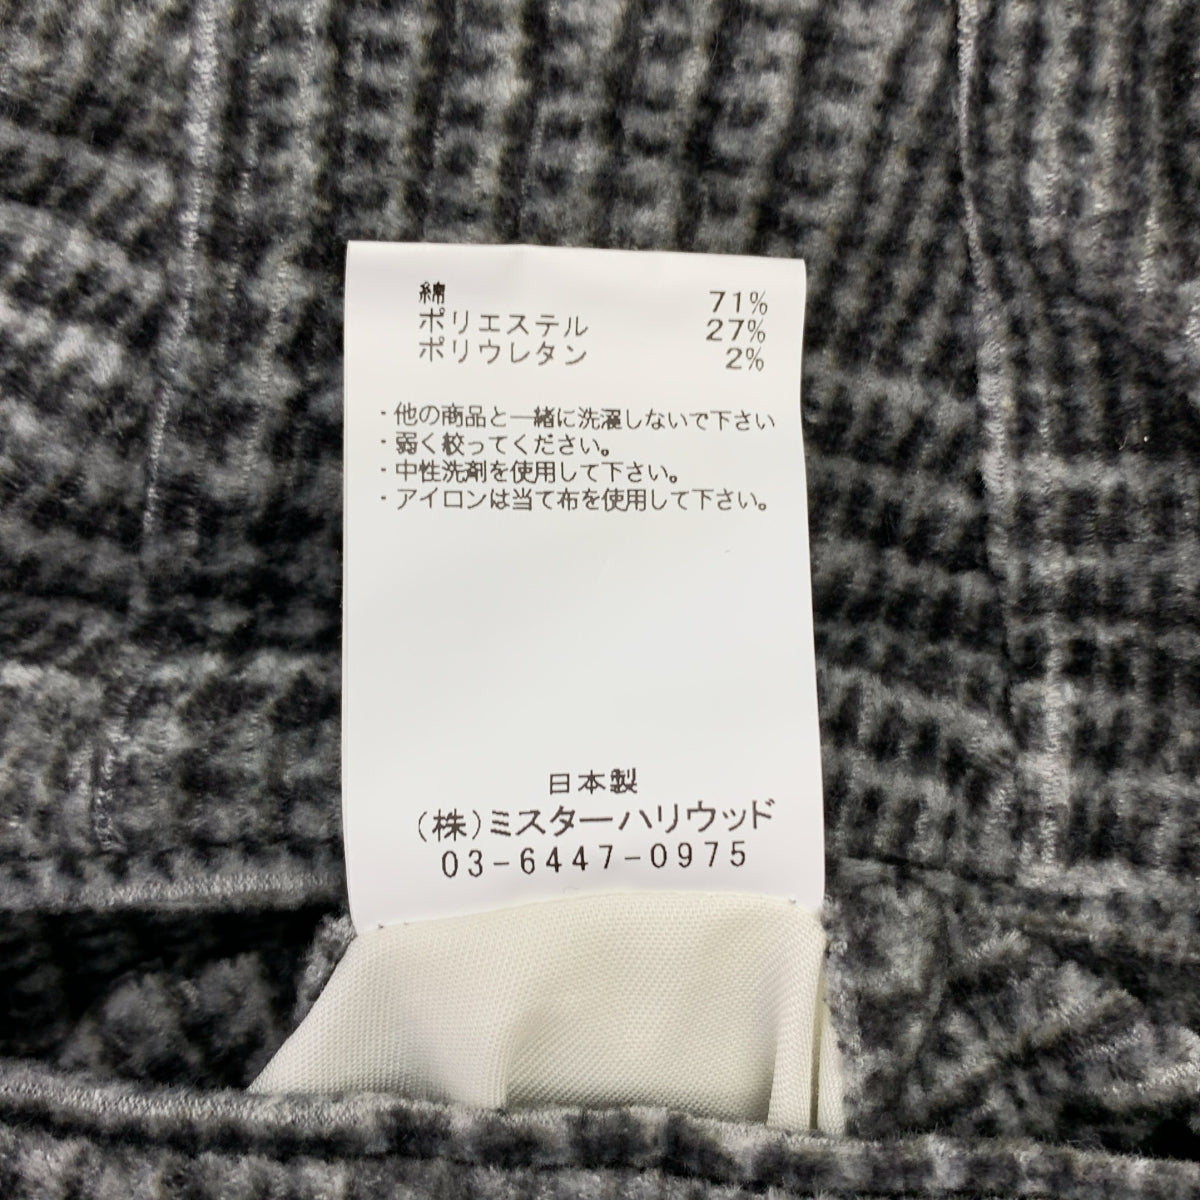 綿 71%
ポリエステル 27%
ポリウレタン 2%
・他の商品と一緒に洗濯しないで下さい
・弱く絞ってください。
・中性洗剤を使用して下さい。
・アイロンは当て布を使用して下さい。
日本製
(株)ミスターハリウッド
03-6447-0975